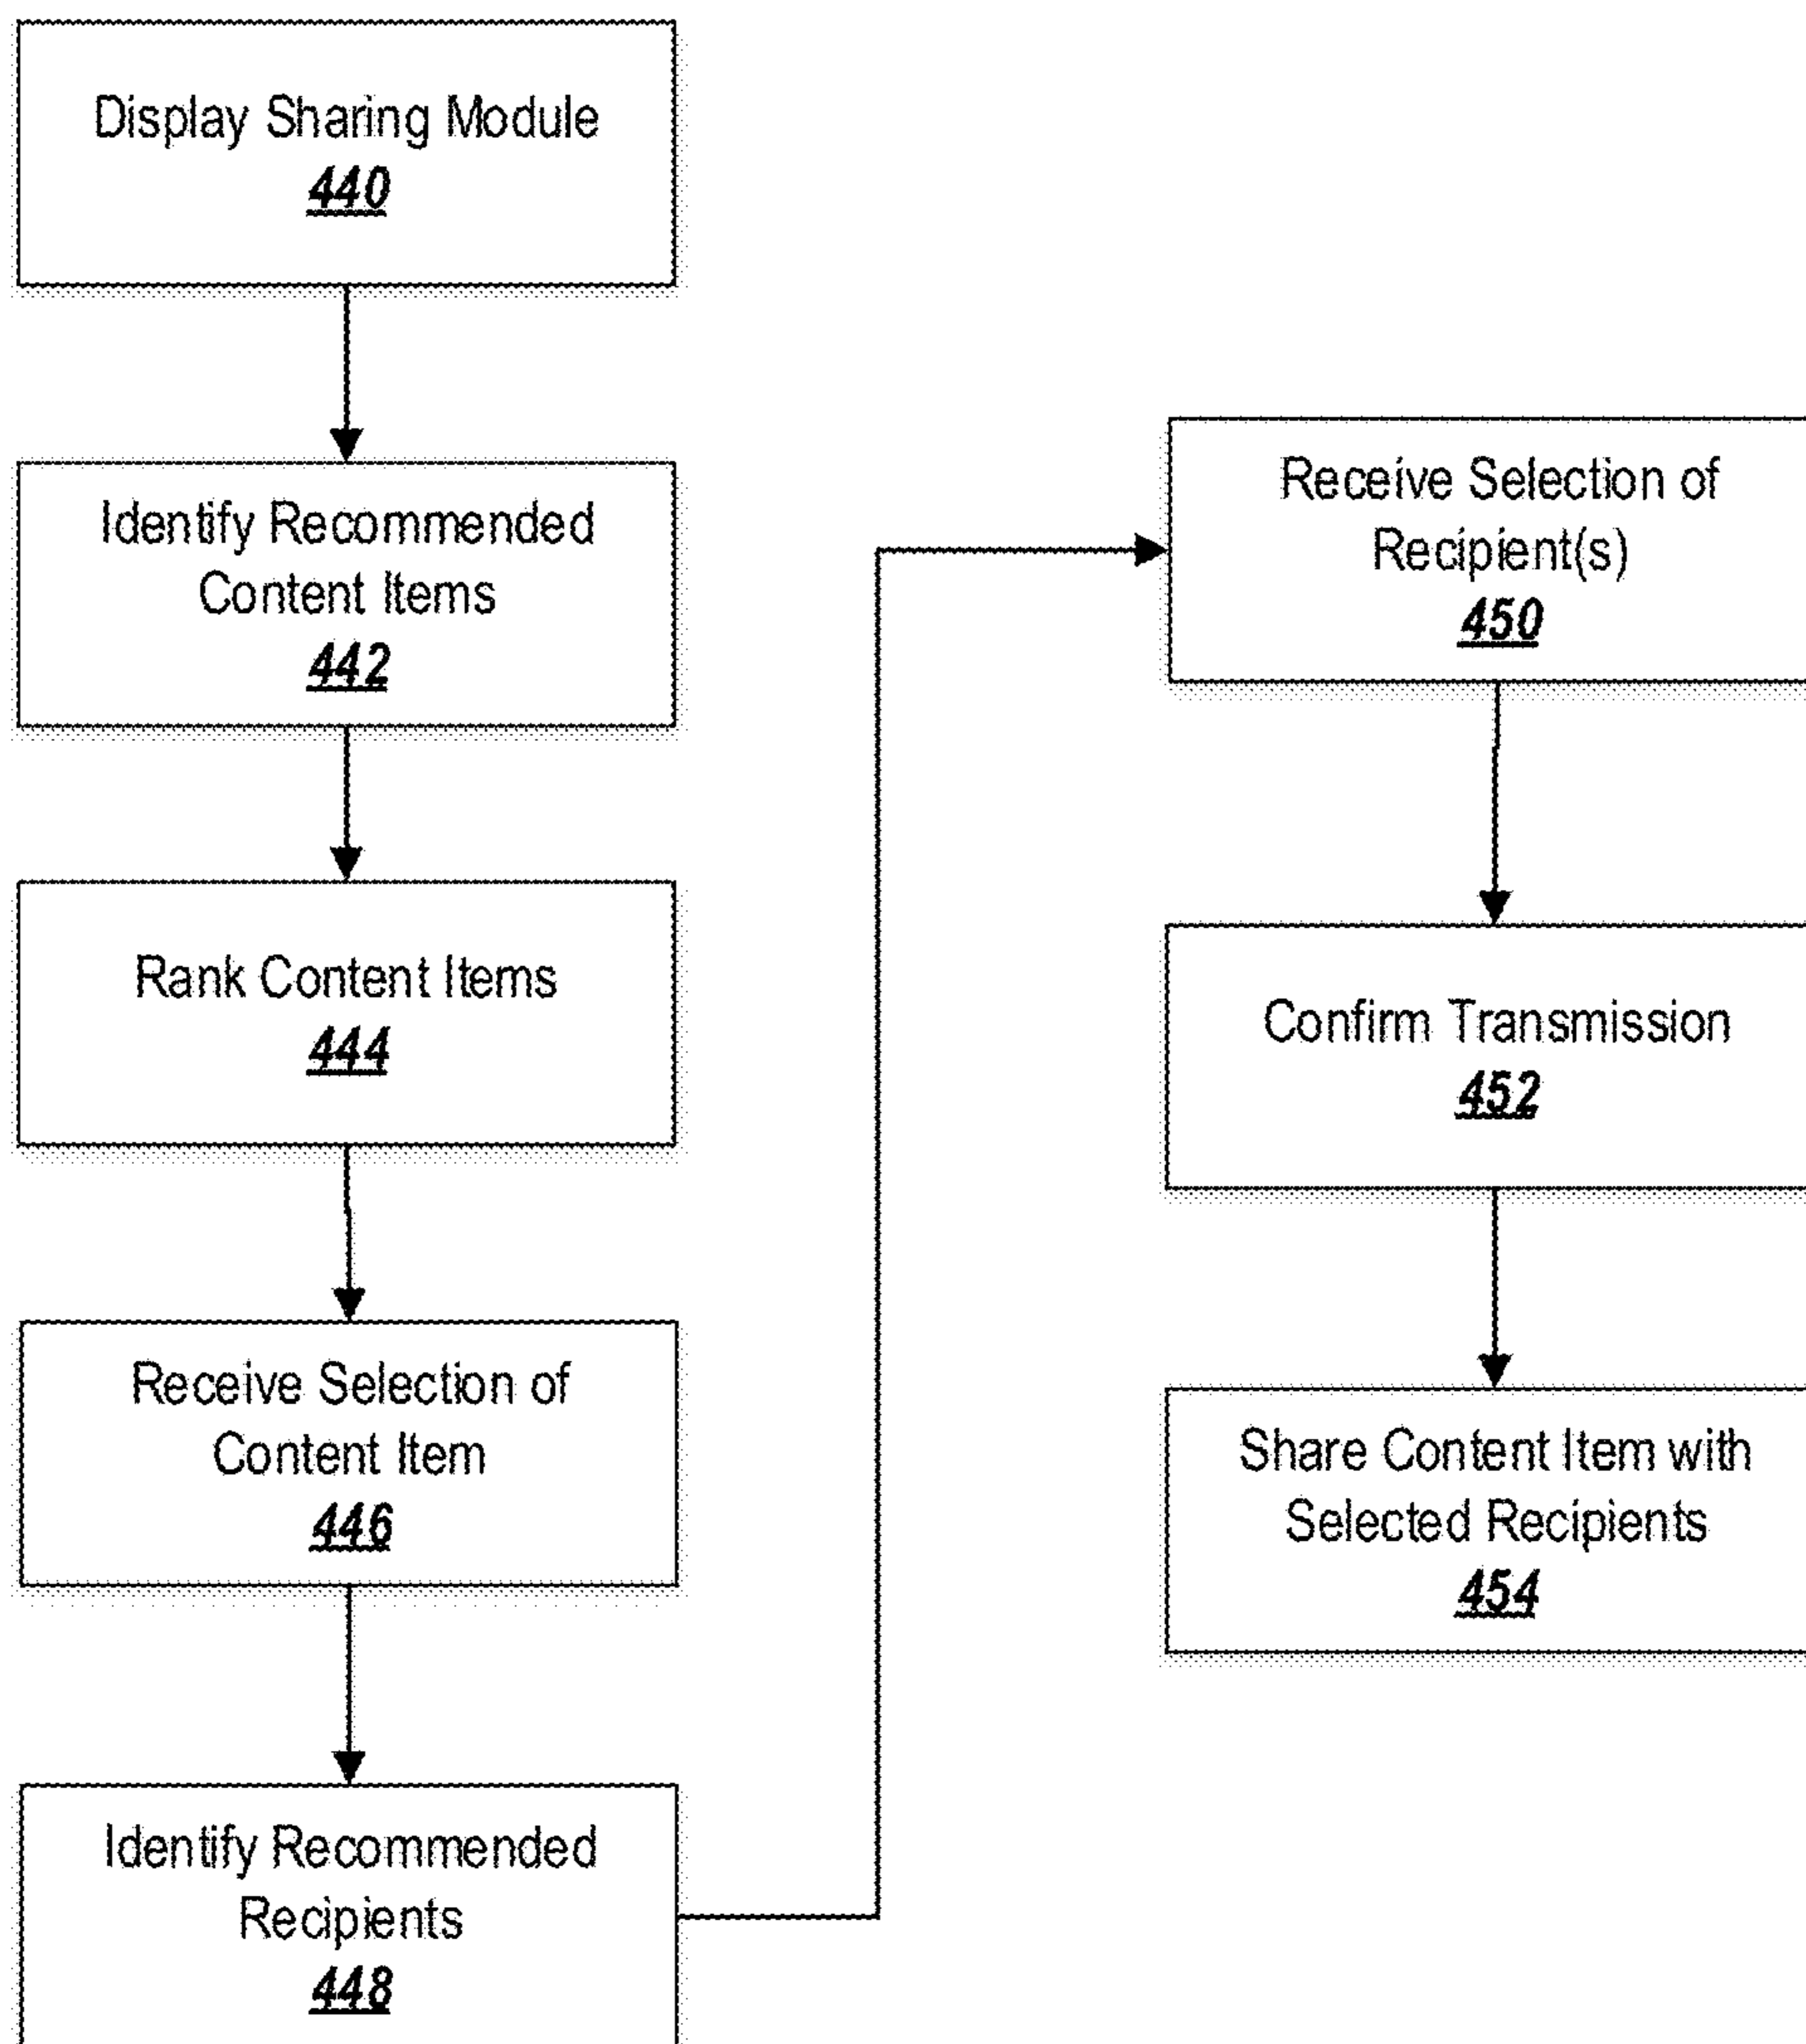 Display Sharing Module
440
Identify Recommended
Content Items
442
Rank Content Items
444
Receive Selection of
Content Item
446
Identify Recommended
Recipients
448
Receive Selection of
Recipient(s)
450
Confirm Transmission
452
Share Content Item with
Selected Recipients
454